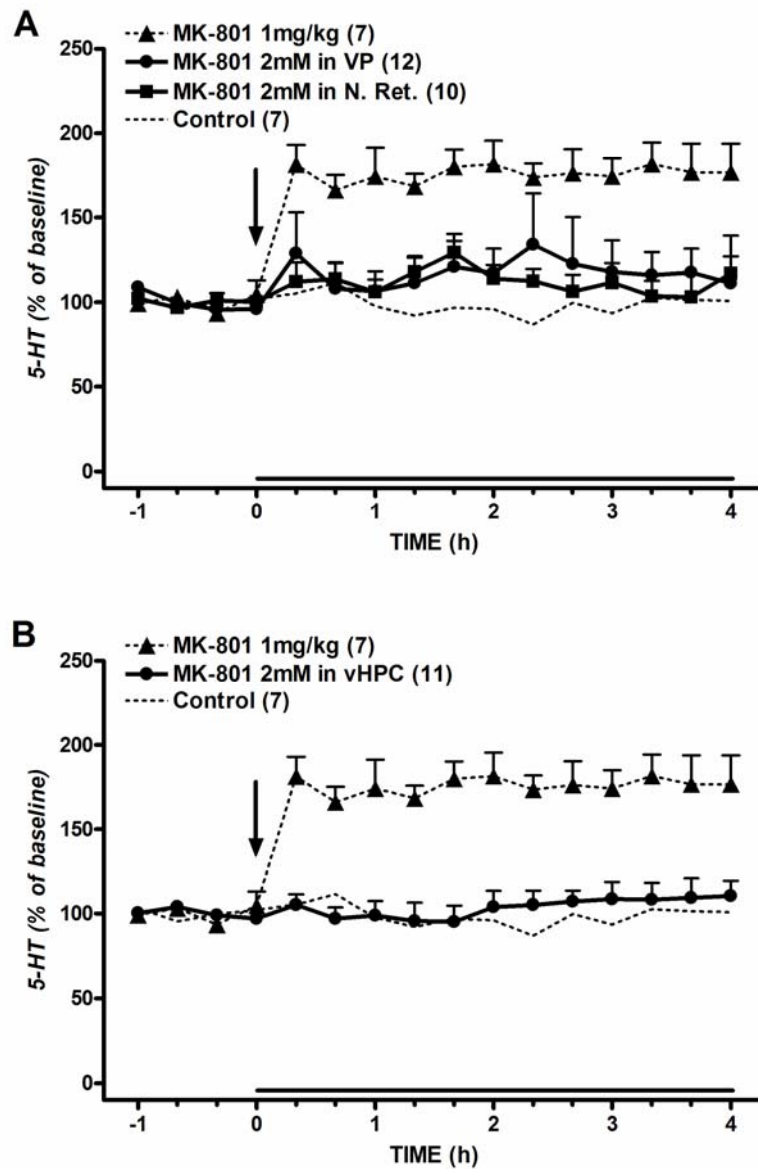 A
MK-801 1mg/kg (7)
MK-801 2mM in VP (12)
MK-801 2mM in N. Ret. (10)
Control (7)
250
200
150
100
50
0
5-HT (% of baseline)
-1 0 1 2 3 4
TIME (h)
B
MK-801 1mg/kg (7)
MK-801 2mM in vHPC (11)
Control (7)
250
200
150
100
50
0
5-HT (% of baseline)
-1 0 1 2 3 4
TIME (h)